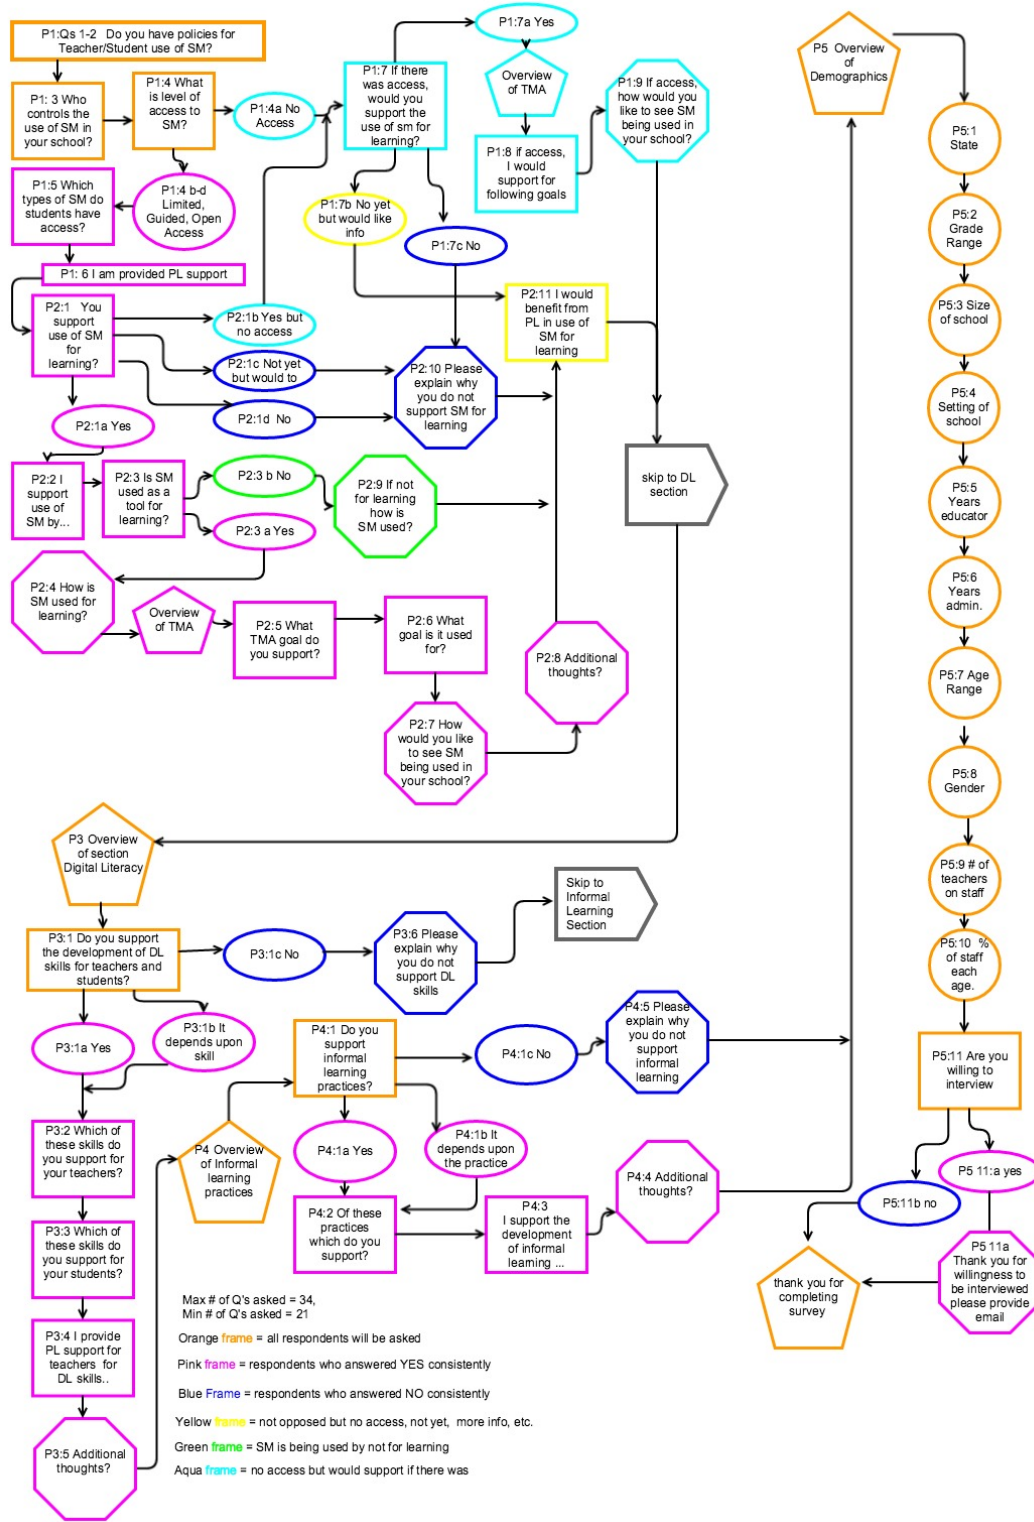 P1:Qs 1-2 Do you have policies for
Teacher/Student use of SM?
P1: 3 Who
controls the
use of SM in
your school?
P1:4 What
is level of
access to
SM?
P1:4a No
Access
P1:4 b-d
Limited,
Guided, Open
Access
P1:5 Which
types of SM do
students have
access?
P1: 6 I am provided PL support
P1:7 If there
was access,
would you
support the
use of sm for
learning?
P1:7a Yes
Overview
of TMA
P1:8 if access,
I would
support for
following goals
P1:9 If access,
how would you
like to see SM
being used in
your school?
P1:7b No yet
but would like
info
P1:7c No
P2:1 You
support
use of SM
for
learning?
P2:1b Yes but
no access
P2:1c Not yet
but would to
P2:1d No
P2:1a Yes
P2:11 I would
benefit from
PL in use of
SM for
learning
P2:10 Please
explain why
you do not
support SM for
learning
P2:2 I
support
use of
SM by...
P2:3 Is SM
used as a
tool for
learning?
P2:3 b No
P2:3 a Yes
P2:9 If not
for learning
how is
SM used?
skip to DL
section
P2:4 How is
SM used for
learning?
Overview
of TMA
P2:5 What
TMA goal do
you support?
P2:6 What
goal is it used
for?
P2:7 How
would you like
to see SM
being used in
your school?
P2:8 Additional
thoughts?
P3 Overview
of section
Digital Literacy
P3:1 Do you support
the development of DL
skills for teachers and
students?
P3:1c No
P3:6 Please
explain why
you do not
support DL
skills
Skip to
Informal
Learning
Section
P3:1a Yes
P3:1b It
depends upon
skill
P3:2 Which of
these skills do
you support for
your teachers?
P3:3 Which of
these skills do
you support for
your students?
P3:4 I provide
PL support for
teachers for
DL skills..
P3:5 Additional
thoughts?
P4 Overview
of Informal
learning
practices
P4:1 Do you
support
informal
learning
practices?
P4:1c No
P4:5 Please
explain why
you do not
support
informal
learning
P4:1a Yes
P4:1b It
depends upon
the practice
P4:2 Of these
practices
which do you
support?
P4:3
I support the
development
of informal
learning ...
P4:4 Additional
thoughts?
P5 Overview
of
Demographics
P5:1
State
P5:2
Grade
Range
P5:3 Size
of school
P5:4
Setting of
school
P5:5
Years
educator
P5:6
Years
admin.
P5:7 Age
Range
P5:8
Gender
P5:9 # of
teachers
on staff
P5:10 %
of staff
each
age.
P5:11 Are you
willing to
interview
P5 11:a yes
P5:11b no
P5 11a
Thank you for
willingness to
be interviewed
please provide
email
thank you for
completing
survey
Max # of Q's asked = 34,
Min # of Q's asked = 21
Orange frame = all respondents will be asked
Pink frame = respondents who answered YES consistently
Blue Frame = respondents who answered NO consistently
Yellow frame = not opposed but no access, not yet, more info, etc.
Green frame = SM is being used by not for learning
Aqua frame = no access but would support if there was